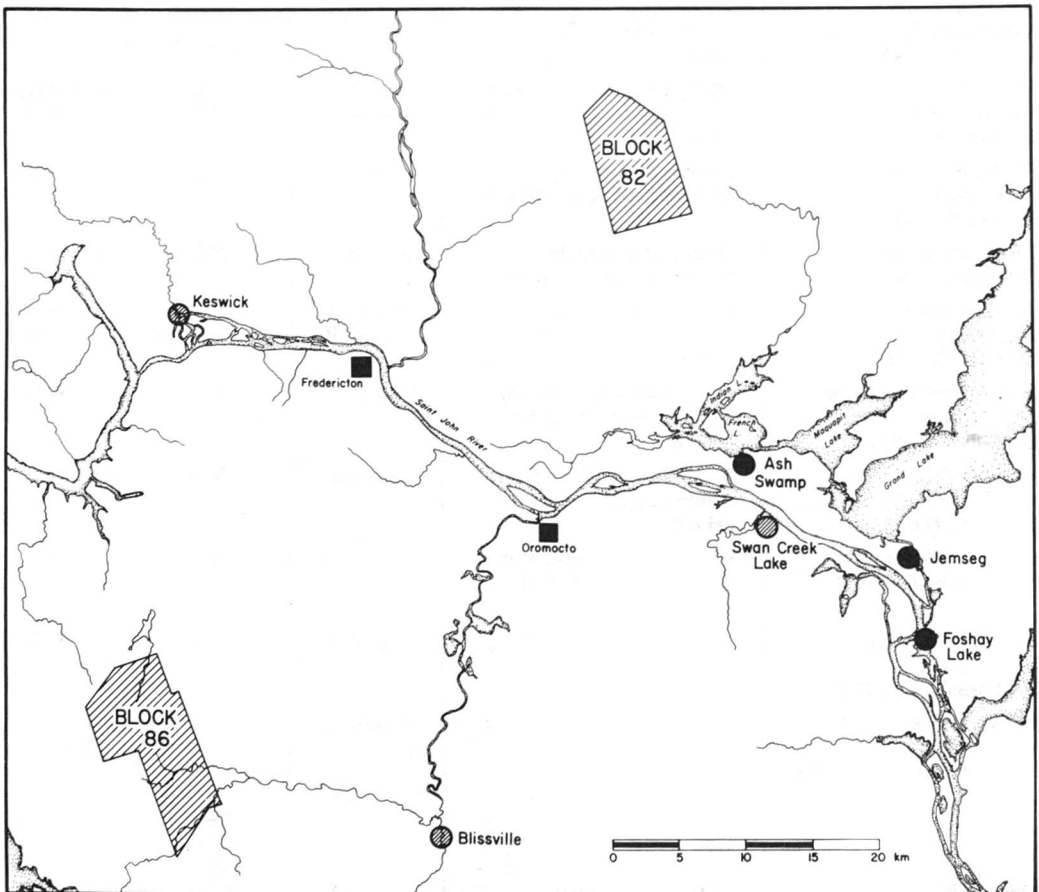 BLOCK
82
Keswick
Fredericton
Saint John River
Indian L.
French
L.
Maquapit
Lake
Grand Lake
Ash
Swamp
Oromocto
Swan Creek
Lake
Jemseg
Foshay
Lake
BLOCK
86
Blissville
0 5 10 15 20 km